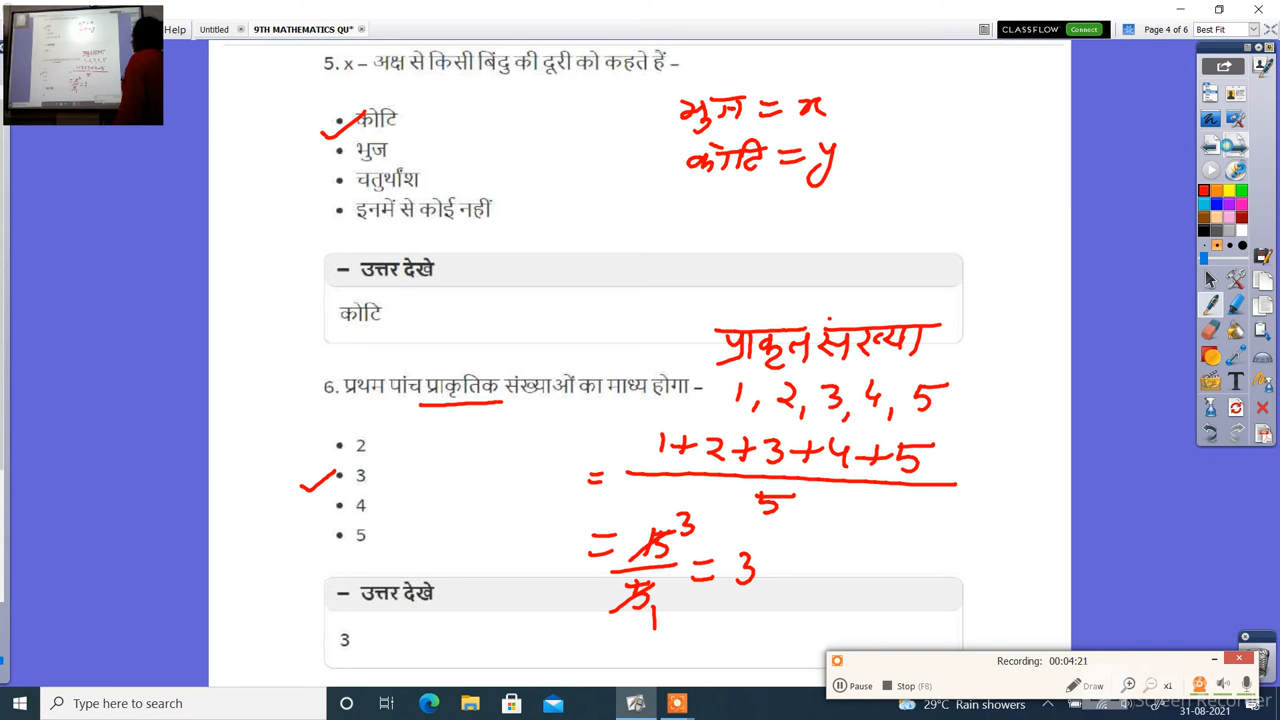 Help
Untitled
9TH MATHEMATICS QU*
CLASSFLOW
Connect
Page 4 of 6
Best Fit
5. x – अक्ष से किसी बिंदु की दूरी को कहते हैं –
कोटि
भुज
चतुर्थांश
इनमें से कोई नहीं
भुज = x
कोटि = y
– उत्तर देखे
कोटि
प्राकृत संख्या
6. प्रथम पांच प्राकृतिक संख्याओं का माध्य होगा –
1, 2, 3, 4, 5
2
3
4
5
= 1+2+3+4+5
5
= 15 3
5 1
= 3
– उत्तर देखे
3
Recording: 00:04:21
Pause
Stop (F8)
Draw
x1
Type here to search
29°C Rain showers
31-08-2021
Screen Recorder